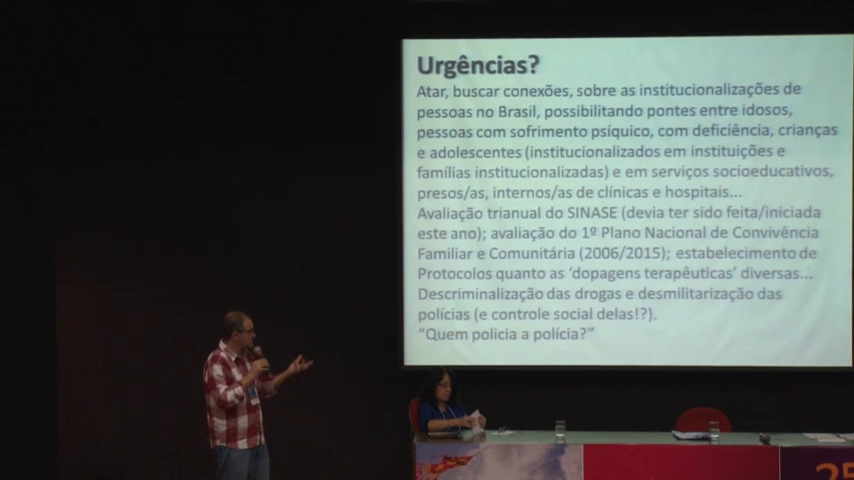 Urgências?
Atar, buscar conexões, sobre as institucionalizações de
pessoas no Brasil, possibilitando pontes entre idosos,
pessoas com sofrimento psíquico, com deficiência, crianças
e adolescentes (institucionalizados em instituições e
famílias institucionalizadas) e em serviços socioeducativos,
presos/as, internos/as de clínicas e hospitais...
Avaliação trianual do SINASE (devia ter sido feita/iniciada
este ano); avaliação do 1º Plano Nacional de Convivência
Familiar e Comunitária (2006/2015); estabelecimento de
Protocolos quanto as ‘dopagens terapêuticas’ diversas...
Descriminalização das drogas e desmilitarização das
polícias (e controle social delas!?).
“Quem policia a polícia?”
25